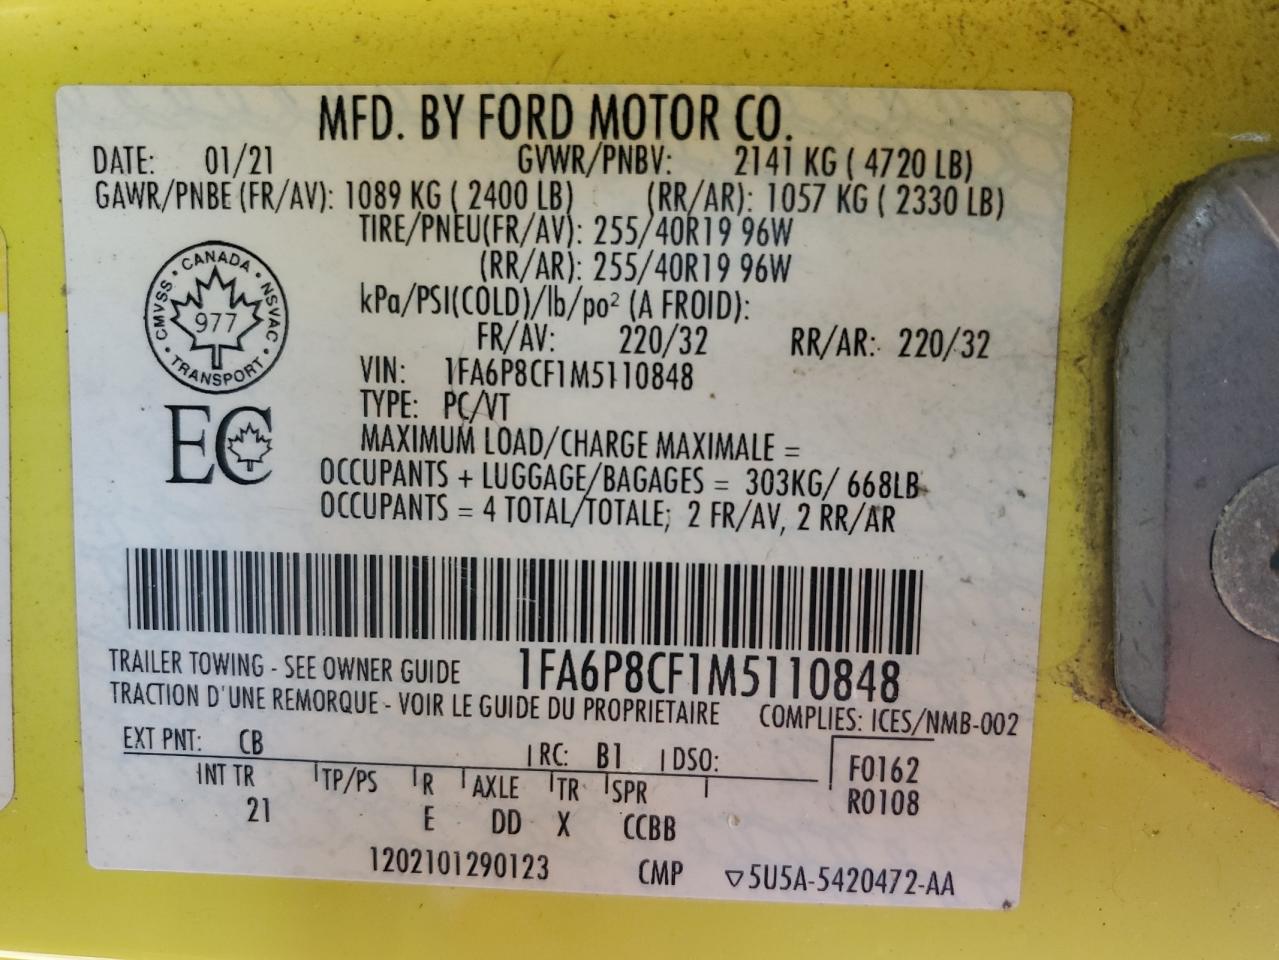 MFD. BY FORD MOTOR CO.
DATE: 01/21 GVWR/PNBV: 2141 KG ( 4720 LB)
GAWR/PNBE (FR/AV): 1089 KG ( 2400 LB) (RR/AR): 1057 KG ( 2330 LB)
TIRE/PNEU(FR/AV): 255/40R19 96W
(RR/AR): 255/40R19 96W
kPa/PSI(COLD)/lb/po² (A FROID):
FR/AV: 220/32 RR/AR: 220/32
VIN: 1FA6P8CF1M5110848
TYPE: PC/VT
MAXIMUM LOAD/CHARGE MAXIMALE =
OCCUPANTS + LUGGAGE/BAGAGES = 303KG/ 668LB
OCCUPANTS = 4 TOTAL/TOTALE; 2 FR/AV, 2 RR/AR
CMVSS · CANADA · NSVAC · TRANSPORT ·
977
EC
1FA6P8CF1M5110848
TRAILER TOWING - SEE OWNER GUIDE
TRACTION D'UNE REMORQUE - VOIR LE GUIDE DU PROPRIETAIRE
COMPLIES: ICES/NMB-002
EXT PNT: CB RC: B1 DSO:
F0162
R0108
INT TR TP/PS R AXLE TR SPR
21 E DD X CCBB
1202101290123 CMP ▽5U5A-5420472-AA